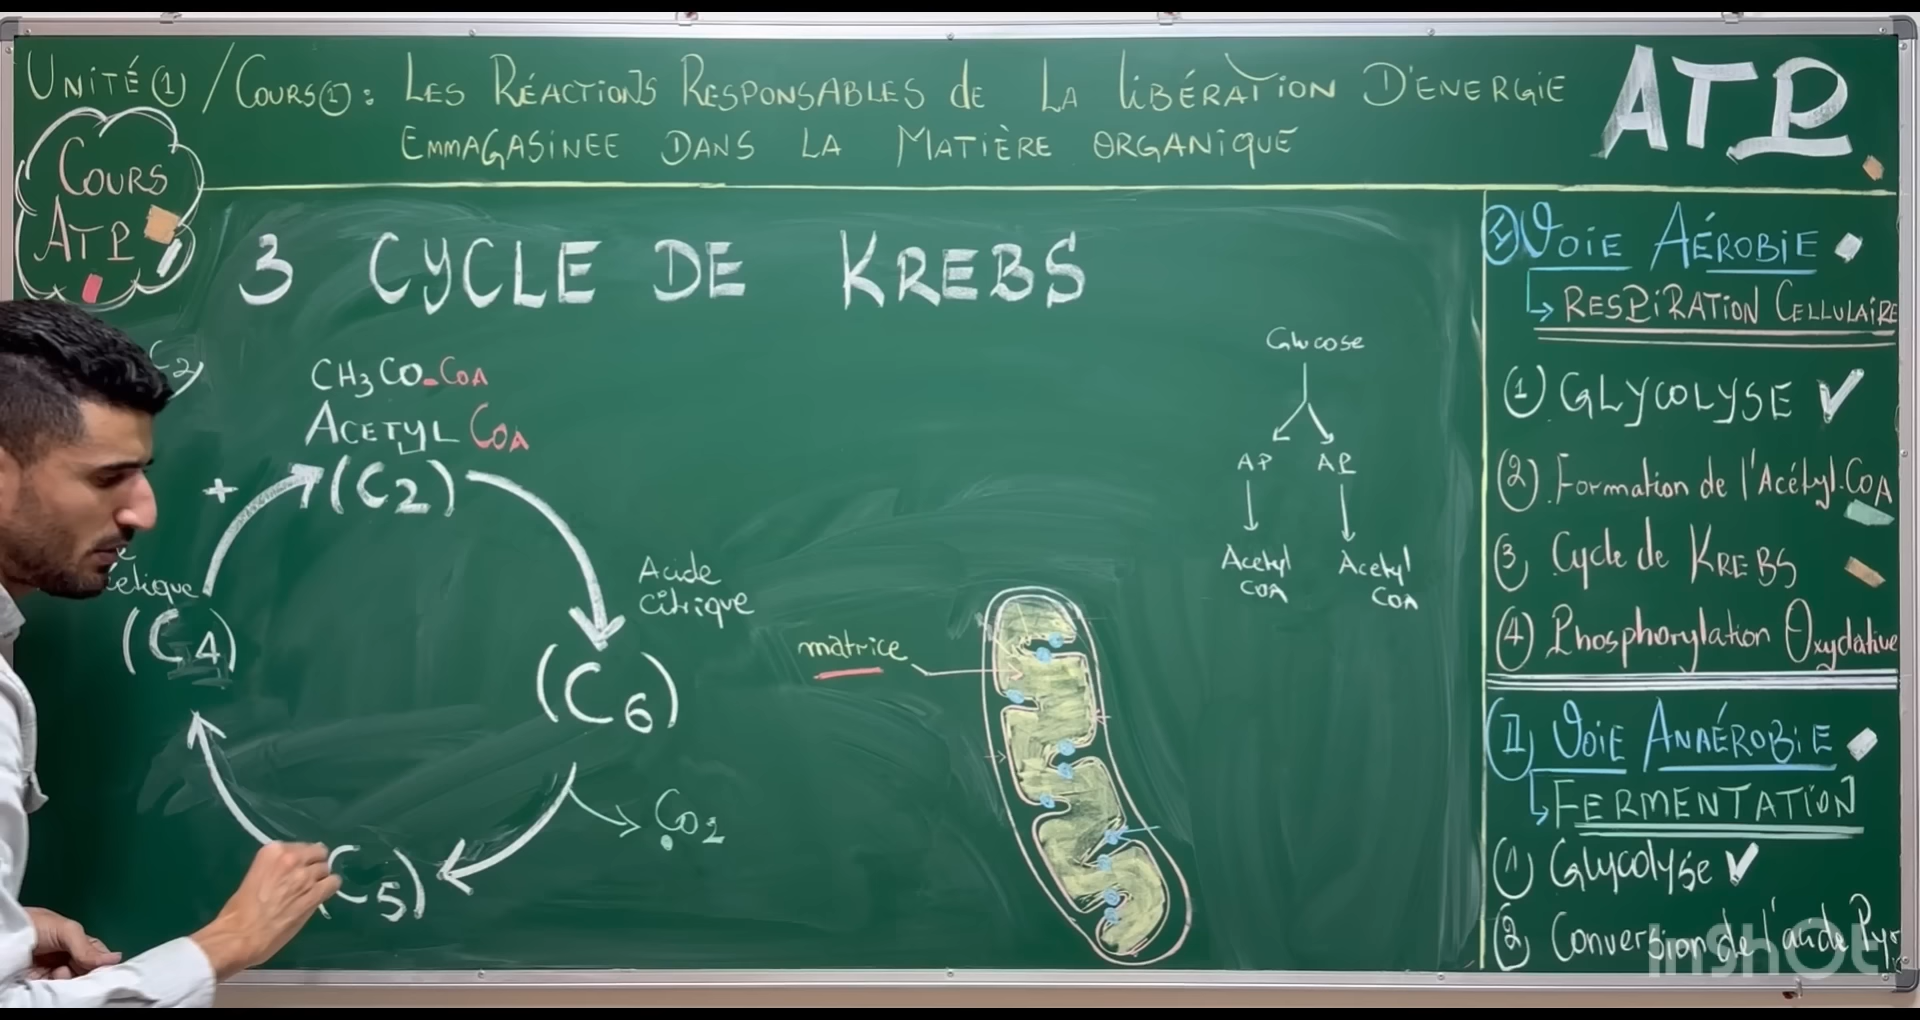 UNITÉ ① / COURS①: LES RÉACTIONS RESPONSABLES de LA LIBÉRATION D'ENERGIE
EMMAGASINEE DANS LA MATIÈRE ORGANIQUE
ATP
COURS
ATP
3 CYCLE DE KREBS
C2)
CH3CO-COA
ACETYL COA
+
(C2)
Acide
Citrique
(C4)
(C6)
CO2
(C5)
matrice
Glucose
AP AP
Acetyl Acetyl
COA COA
VOIE AÉROBIE
RESPIRATION CELLULAIRE
① GLYCOLYSE ✓
② Formation de l'Acétyl.COA
③ Cycle de KREBS
④ Phosphorylation Oxydative
II VOIE ANAÉROBIE
FERMENTATION
① Glycolyse ✓
② Conversion de l'acide Pyr
InShOt